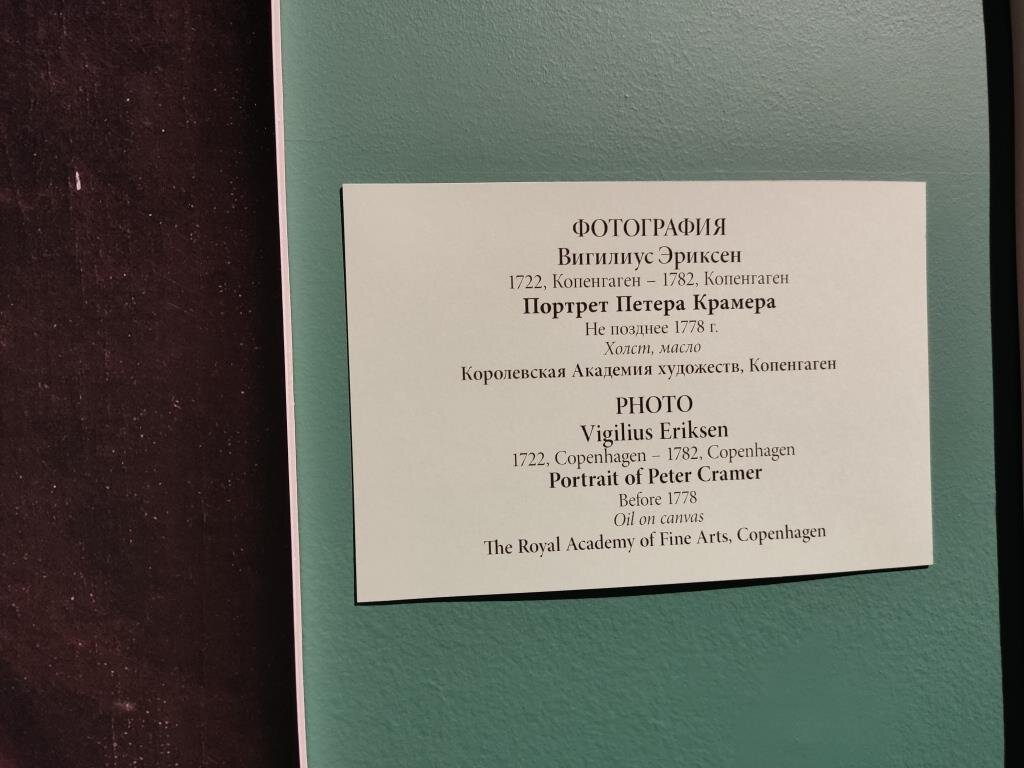 ФОТОГРАФИЯ
Вигилиус Эриксен
1722, Копенгаген – 1782, Копенгаген
Портрет Петера Крамера
Не позднее 1778 г.
Холст, масло
Королевская Академия художеств, Копенгаген
PHOTO
Vigilius Eriksen
1722, Copenhagen – 1782, Copenhagen
Portrait of Peter Cramer
Before 1778
Oil on canvas
The Royal Academy of Fine Arts, Copenhagen